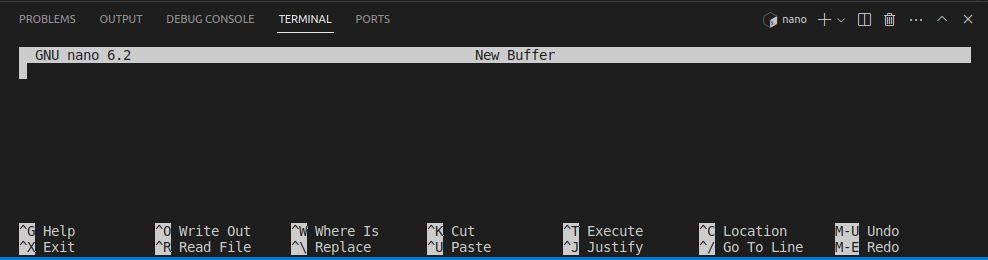 PROBLEMS OUTPUT DEBUG CONSOLE TERMINAL PORTS nano
GNU nano 6.2 New Buffer
^G Help ^O Write Out ^W Where Is ^K Cut ^T Execute ^C Location M-U Undo
^X Exit ^R Read File ^\ Replace ^U Paste ^J Justify ^/ Go To Line M-E Redo